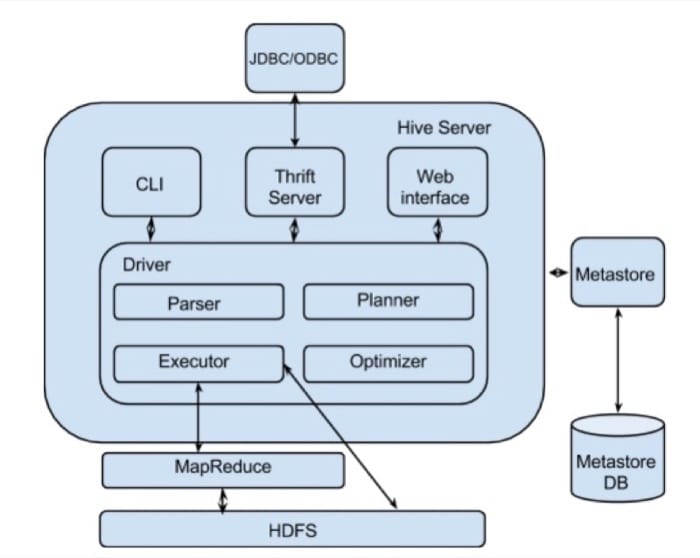 JDBC/ODBC
Hive Server
CLI
Thrift
Server
Web
interface
Driver
Parser
Planner
Executor
Optimizer
Metastore
MapReduce
Metastore
DB
HDFS